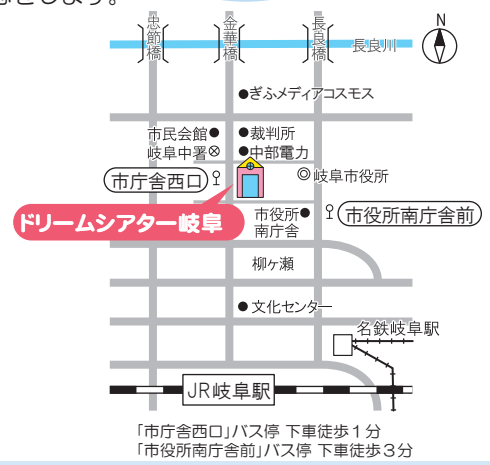 なとします。
忠節橋
金華橋
長良橋
長良川
N
●ぎふメディアコスモス
市民会館●
●裁判所
岐阜中署⊗
●中部電力
市庁舎西口
◎岐阜市役所
ドリームシアター岐阜
市役所●
南庁舎
市役所南庁舎前
柳ヶ瀬
●文化センター
名鉄岐阜駅
JR岐阜駅
「市庁舎西口」バス停 下車徒歩1分
「市役所南庁舎前」バス停 下車徒歩3分